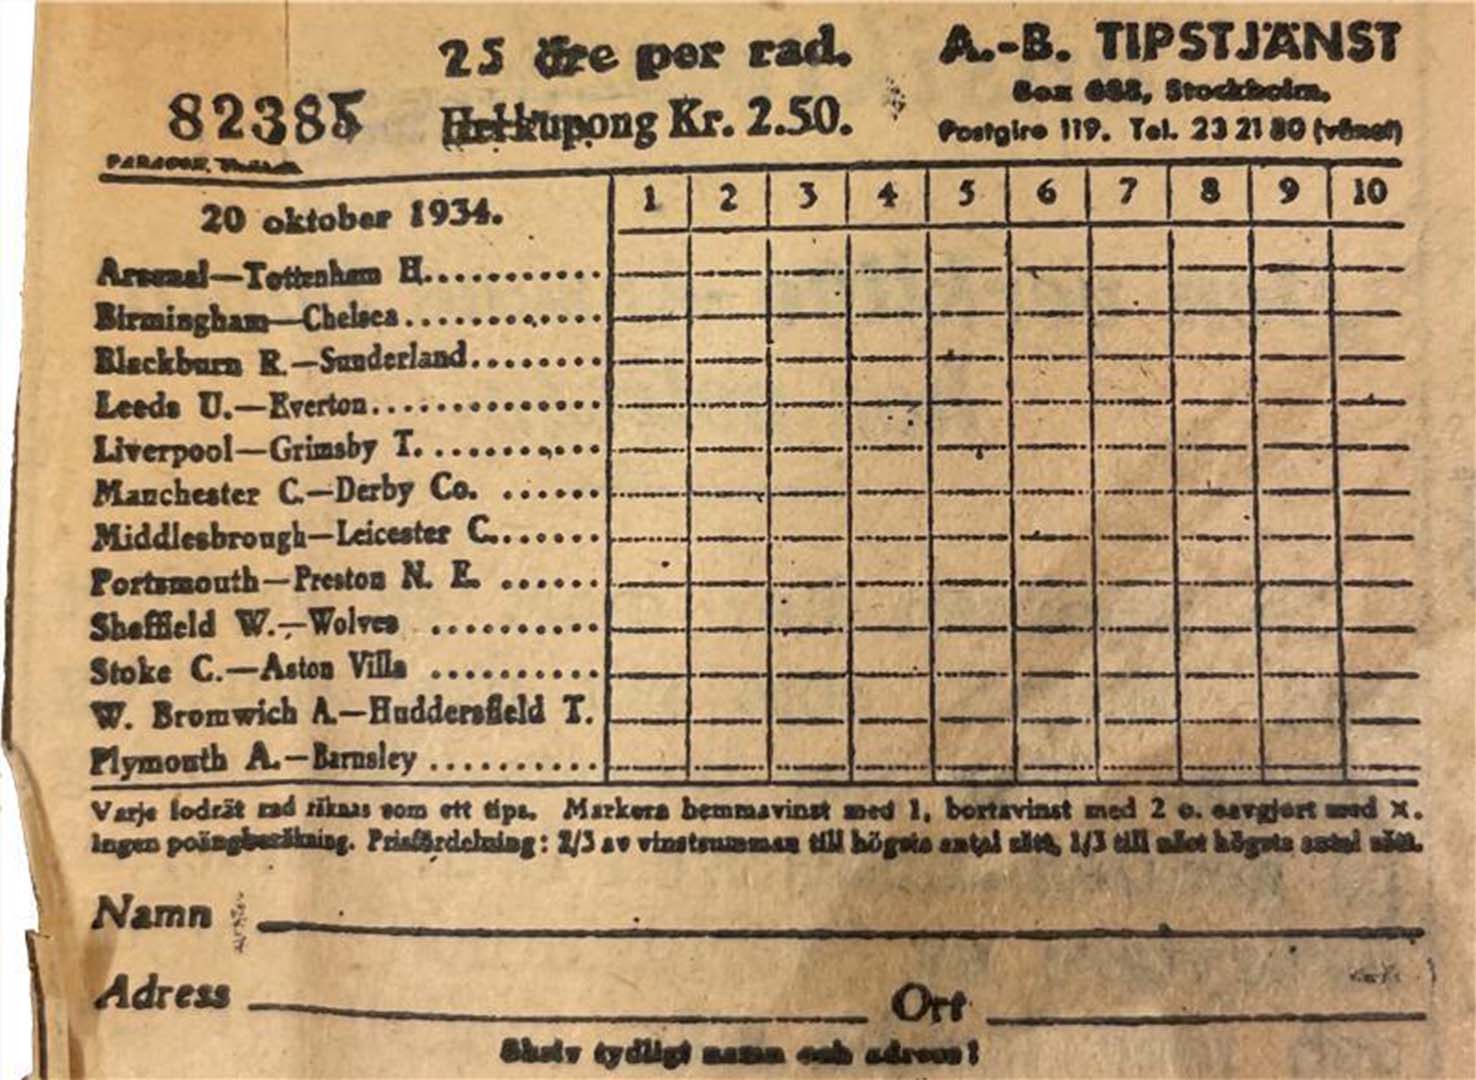 25 öre per rad.
A.-B. TIPSTJÄNST
Box 888, Stockholm.
82385
Helkupong Kr. 2.50.
Postgiro 119. Tel. 23 21 80 (växel)
PARAGON,
20 oktober 1934.
1 2 3 4 5 6 7 8 9 10
Arsenal—Tottenham H...........
Birmingham—Chelsea............
Blackburn R.—Sunderland........
Leeds U.—Everton..............
Liverpool—Grimsby T...........
Manchester C.—Derby Co. ......
Middlesbrough—Leicester C.......
Portsmouth—Preston N. E. ......
Sheffield W.—Wolves ..........
Stoke C.—Aston Villa ..........
W. Bromwich A.—Huddersfield T.
Plymouth A.—Barnsley ..........
Varje lodrät rad räknas som ett tips. Markera hemmavinst med 1, bortavinst med 2 o. oavgjort med X.
Ingen poängberäkning. Prisfördelning: 2/3 av vinstsumman till högsta antal rätt, 1/3 till näst högsta antal rätt.
Namn
Adress Ort
Skriv tydligt namn och adress!